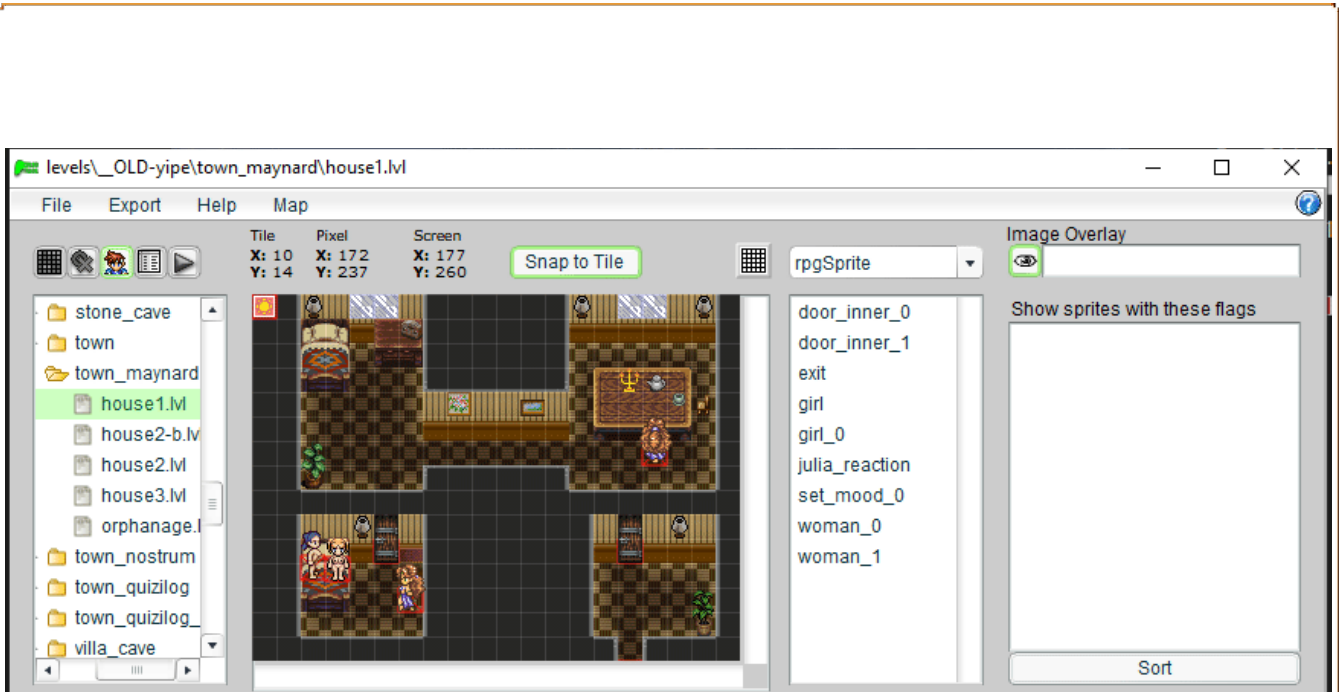 levels\__OLD-yipe\town_maynard\house1.lvl
File Export Help Map
Tile Pixel Screen
X: 10 X: 172 X: 177
Y: 14 Y: 237 Y: 260
Snap to Tile
rpgSprite
Image Overlay
stone_cave
town
town_maynard
house1.lvl
house2-b.lv
house2.lvl
house3.lvl
orphanage.l
town_nostrum
town_quizilog
town_quizilog_
villa_cave
door_inner_0
door_inner_1
exit
girl
girl_0
julia_reaction
set_mood_0
woman_0
woman_1
Show sprites with these flags
Sort